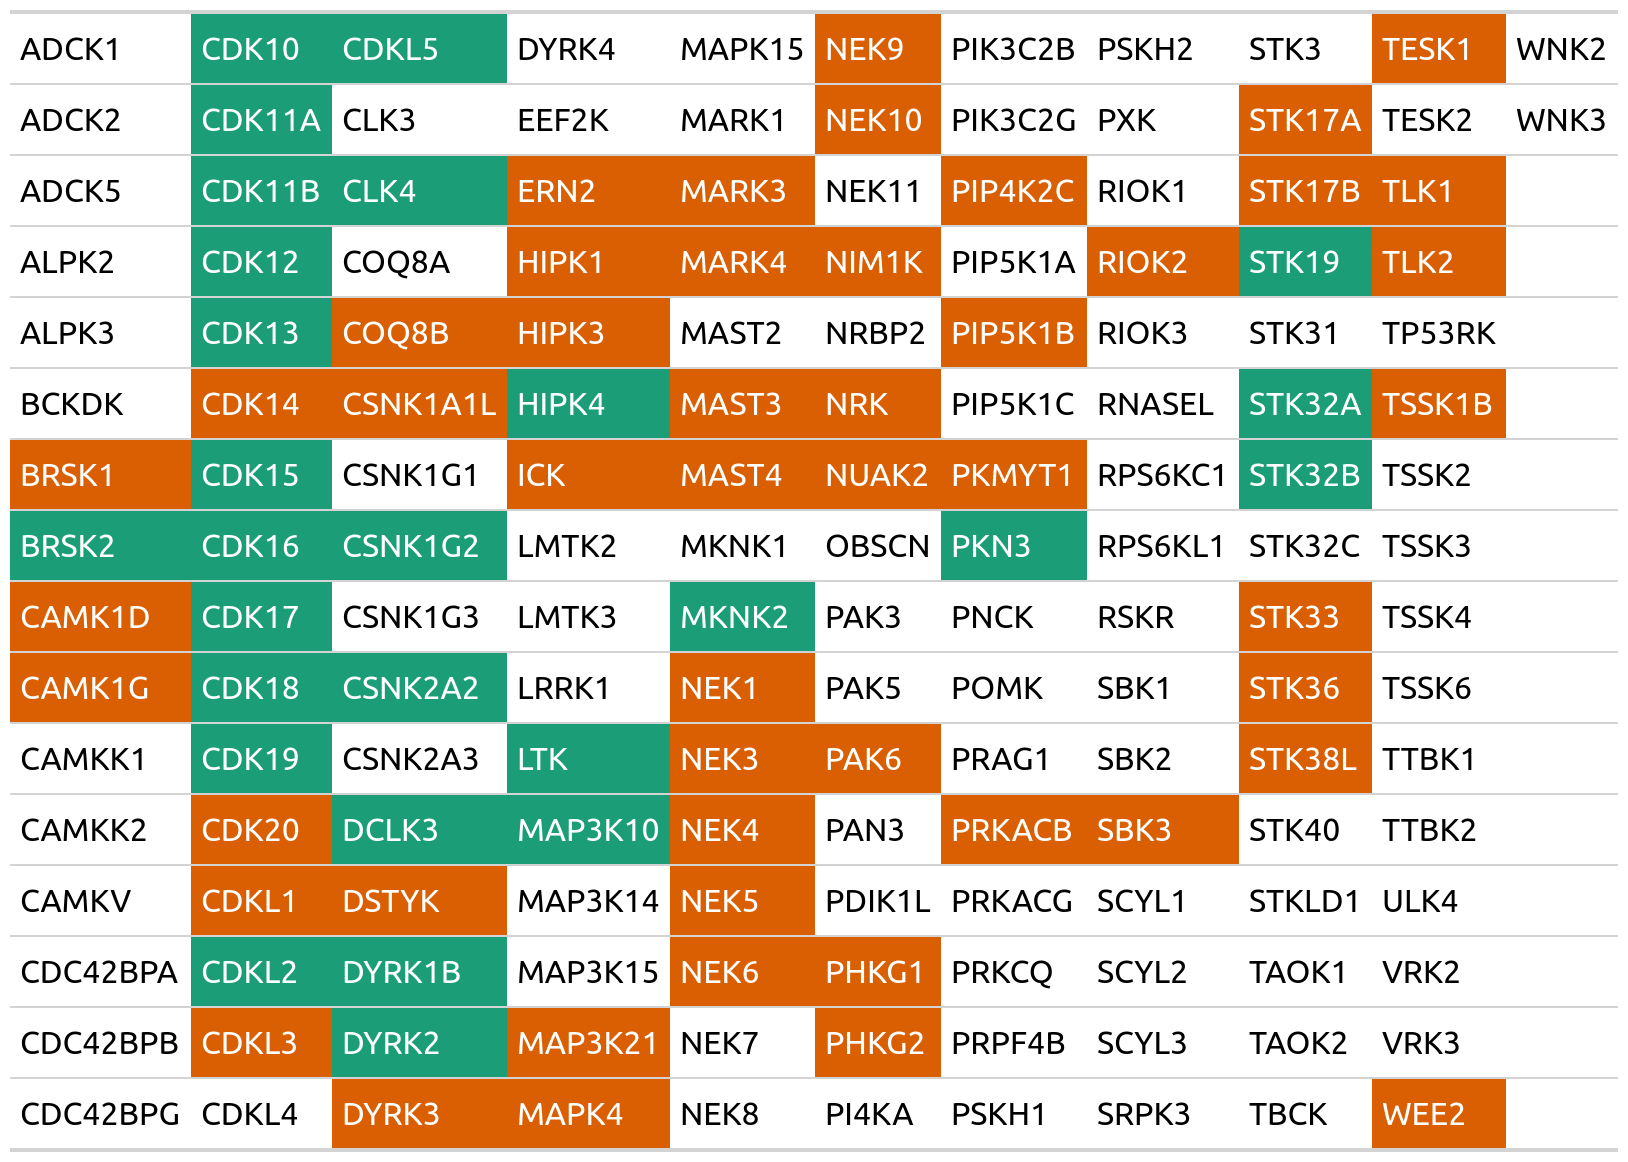 ADCK1 CDK10 CDKL5 DYRK4 MAPK15 NEK9 PIK3C2B PSKH2 STK3 TESK1 WNK2
ADCK2 CDK11A CLK3 EEF2K MARK1 NEK10 PIK3C2G PXK STK17A TESK2 WNK3
ADCK5 CDK11B CLK4 ERN2 MARK3 NEK11 PIP4K2C RIOK1 STK17B TLK1
ALPK2 CDK12 COQ8A HIPK1 MARK4 NIM1K PIP5K1A RIOK2 STK19 TLK2
ALPK3 CDK13 COQ8B HIPK3 MAST2 NRBP2 PIP5K1B RIOK3 STK31 TP53RK
BCKDK CDK14 CSNK1A1L HIPK4 MAST3 NRK PIP5K1C RNASEL STK32A TSSK1B
BRSK1 CDK15 CSNK1G1 ICK MAST4 NUAK2 PKMYT1 RPS6KC1 STK32B TSSK2
BRSK2 CDK16 CSNK1G2 LMTK2 MKNK1 OBSCN PKN3 RPS6KL1 STK32C TSSK3
CAMK1D CDK17 CSNK1G3 LMTK3 MKNK2 PAK3 PNCK RSKR STK33 TSSK4
CAMK1G CDK18 CSNK2A2 LRRK1 NEK1 PAK5 POMK SBK1 STK36 TSSK6
CAMKK1 CDK19 CSNK2A3 LTK NEK3 PAK6 PRAG1 SBK2 STK38L TTBK1
CAMKK2 CDK20 DCLK3 MAP3K10 NEK4 PAN3 PRKACB SBK3 STK40 TTBK2
CAMKV CDKL1 DSTYK MAP3K14 NEK5 PDIK1L PRKACG SCYL1 STKLD1 ULK4
CDC42BPA CDKL2 DYRK1B MAP3K15 NEK6 PHKG1 PRKCQ SCYL2 TAOK1 VRK2
CDC42BPB CDKL3 DYRK2 MAP3K21 NEK7 PHKG2 PRPF4B SCYL3 TAOK2 VRK3
CDC42BPG CDKL4 DYRK3 MAPK4 NEK8 PI4KA PSKH1 SRPK3 TBCK WEE2